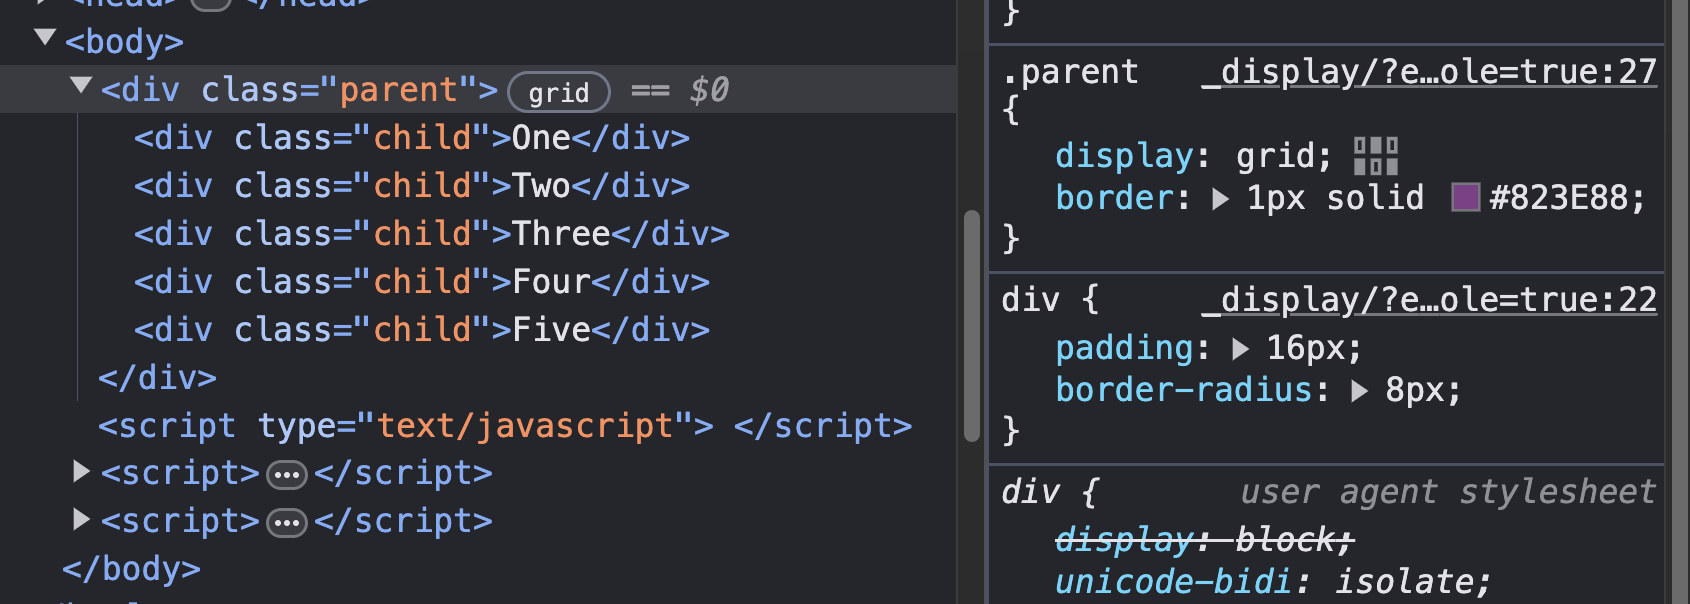 <body>
<div class="parent"> grid == $0
<div class="child">One</div>
<div class="child">Two</div>
<div class="child">Three</div>
<div class="child">Four</div>
<div class="child">Five</div>
</div>
<script type="text/javascript"> </script>
<script>…</script>
<script>…</script>
</body>
}
.parent _display/?e…ole=true:27
{
display: grid;
border: 1px solid #823E88;
}
div { _display/?e…ole=true:22
padding: 16px;
border-radius: 8px;
}
div { user agent stylesheet
display: block;
unicode-bidi: isolate;